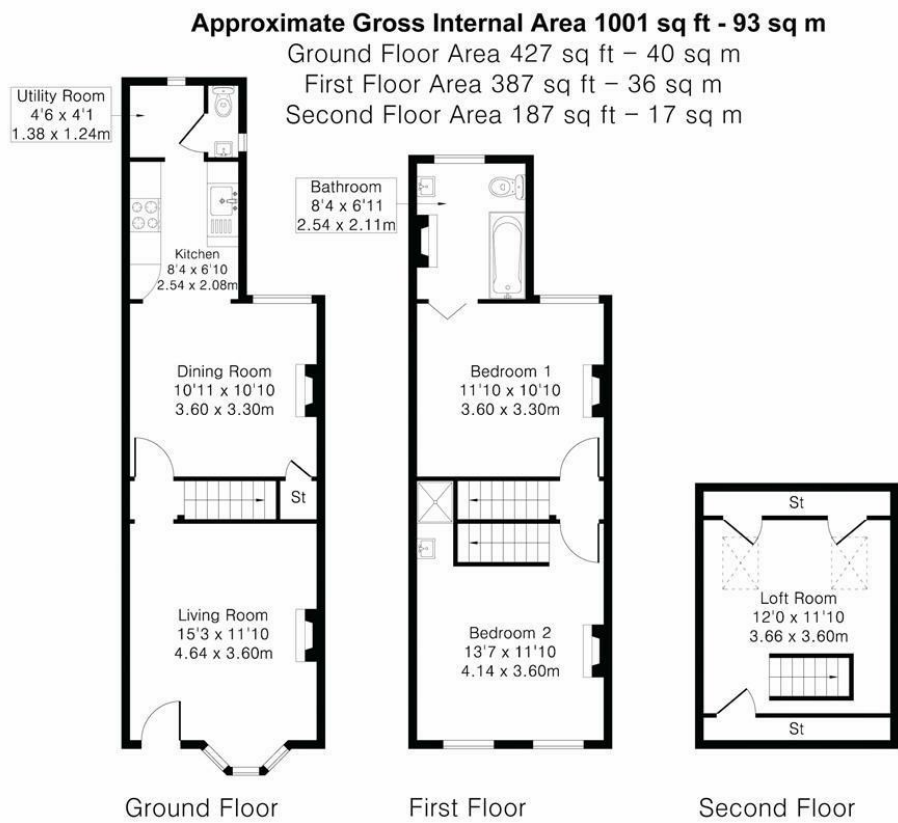 Approximate Gross Internal Area 1001 sq ft - 93 sq m
Ground Floor Area 427 sq ft – 40 sq m
First Floor Area 387 sq ft – 36 sq m
Second Floor Area 187 sq ft – 17 sq m
Utility Room
4'6 x 4'1
1.38 x 1.24m
Kitchen
8'4 x 6'10
2.54 x 2.08m
Dining Room
10'11 x 10'10
3.60 x 3.30m
St
Living Room
15'3 x 11'10
4.64 x 3.60m
Ground Floor
Bathroom
8'4 x 6'11
2.54 x 2.11m
Bedroom 1
11'10 x 10'10
3.60 x 3.30m
Bedroom 2
13'7 x 11'10
4.14 x 3.60m
First Floor
St
Loft Room
12'0 x 11'10
3.66 x 3.60m
St
Second Floor